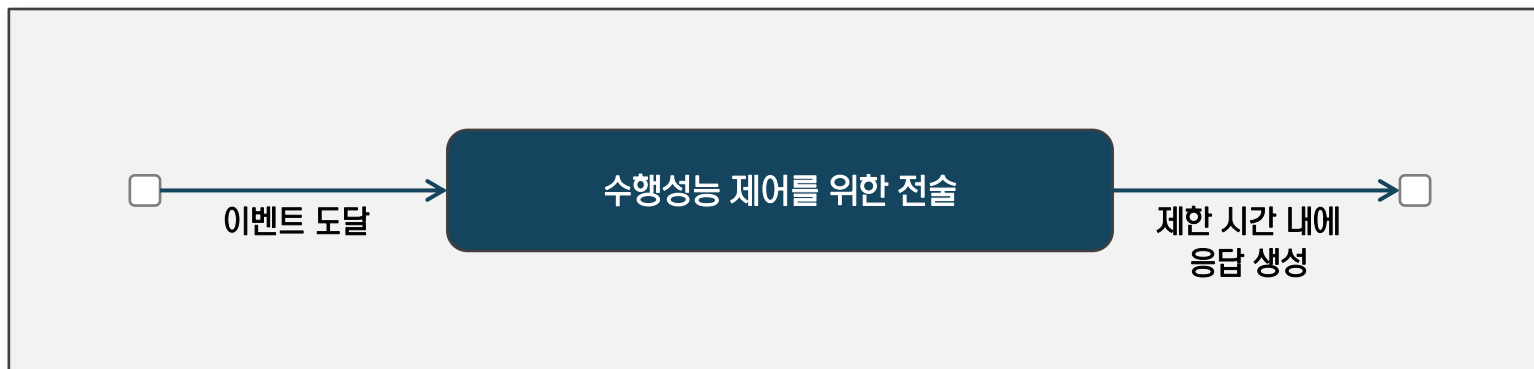 수행성능 제어를 위한 전술
이벤트 도달
제한 시간 내에
응답 생성